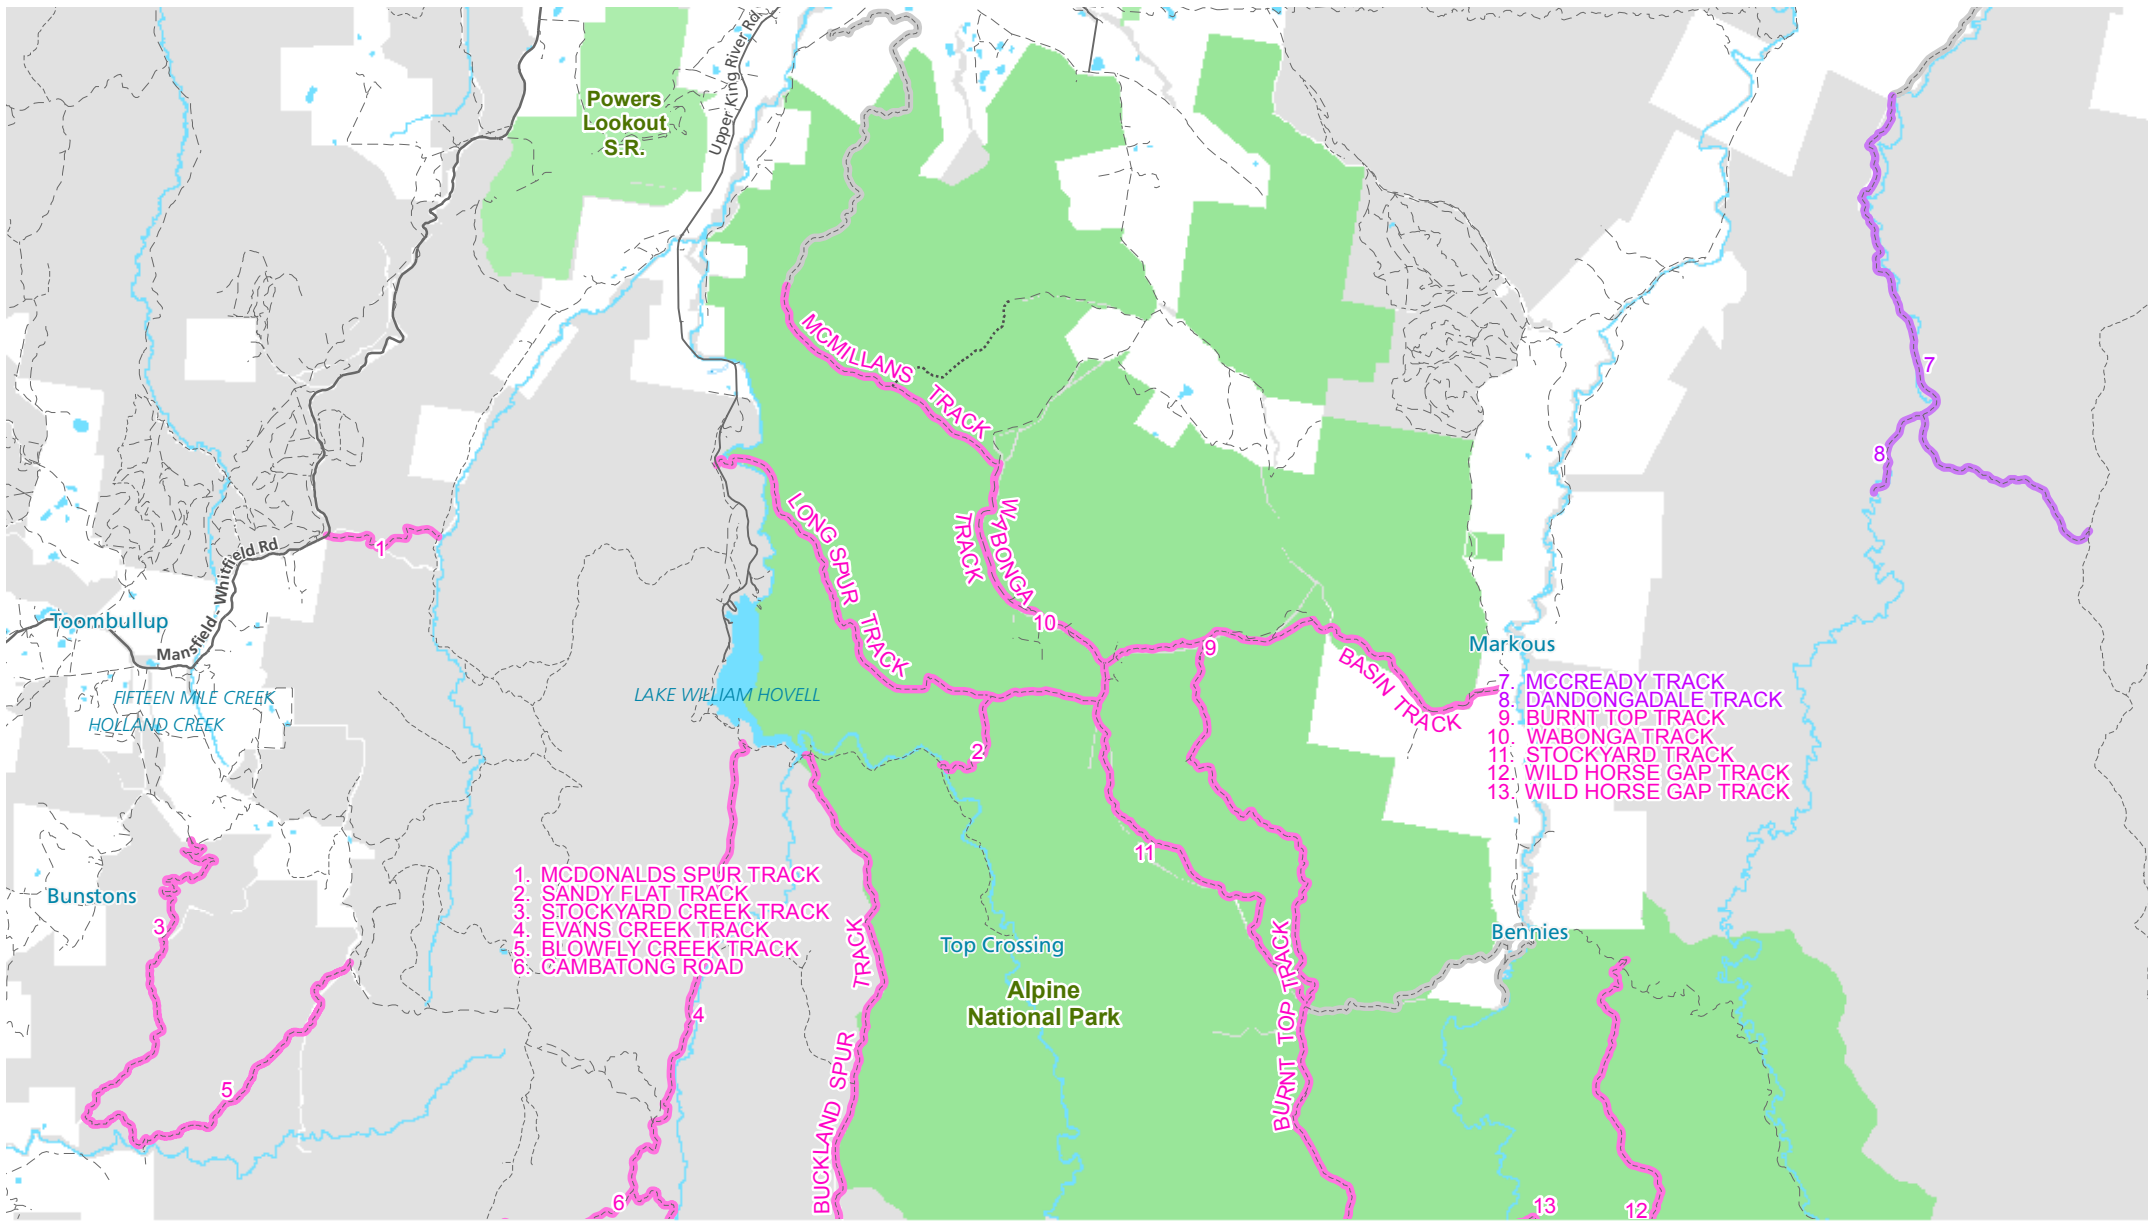 Powers
Lookout
S.R.
Upper King River Rd
MCMILLANS TRACK
7
8
LONG SPUR TRACK
WABONGA
TRACK
1
Mansfield - Whitfield Rd
Toombullup
10
9
BASIN TRACK
Markous
FIFTEEN MILE CREEK
HOLLAND CREEK
LAKE WILLIAM HOVELL
2
7. MCCREADY TRACK
8. DANDONGADALE TRACK
9. BURNT TOP TRACK
10. WABONGA TRACK
11. STOCKYARD TRACK
12. WILD HORSE GAP TRACK
13. WILD HORSE GAP TRACK
11
1. MCDONALDS SPUR TRACK
2. SANDY FLAT TRACK
3. STOCKYARD CREEK TRACK
4. EVANS CREEK TRACK
5. BLOWFLY CREEK TRACK
6. CAMBATONG ROAD
Bunstons
3
Top Crossing
Bennies
Alpine
National Park
4
5
BUCKLAND SPUR TRACK
BURNT TOP TRACK
6
13
12